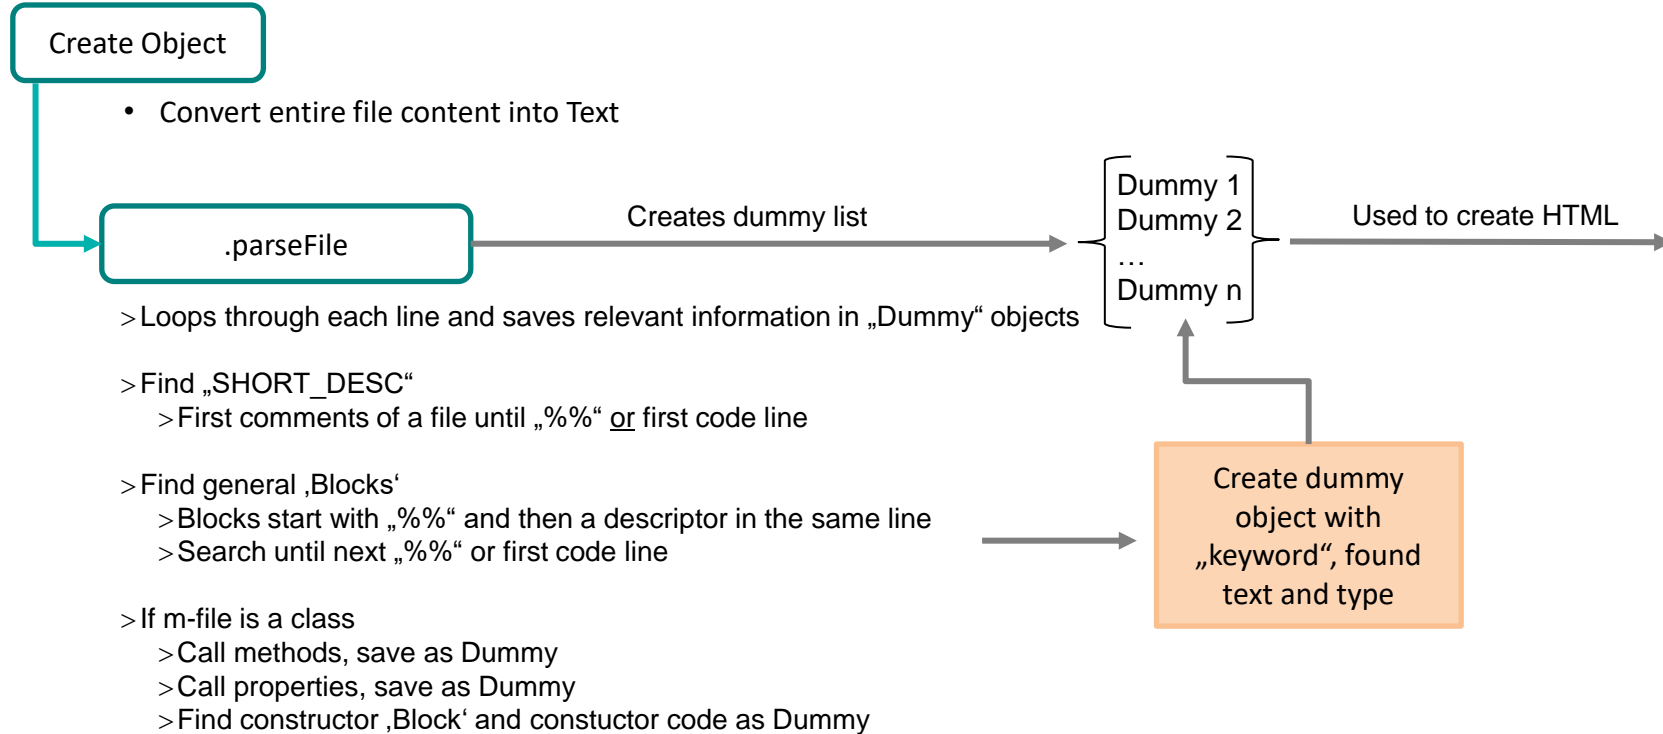 Create Object
• Convert entire file content into Text
.parseFile
Creates dummy list
Dummy 1
Dummy 2
…
Dummy n
Used to create HTML
>Loops through each line and saves relevant information in „Dummy“ objects
>Find „SHORT_DESC“
>First comments of a file until „%%“ or first code line
>Find general ‚Blocks‘
>Blocks start with „%%“ and then a descriptor in the same line
>Search until next „%%“ or first code line
>If m-file is a class
>Call methods, save as Dummy
>Call properties, save as Dummy
>Find constructor ‚Block‘ and constuctor code as Dummy
Create dummy
object with
„keyword“, found
text and type